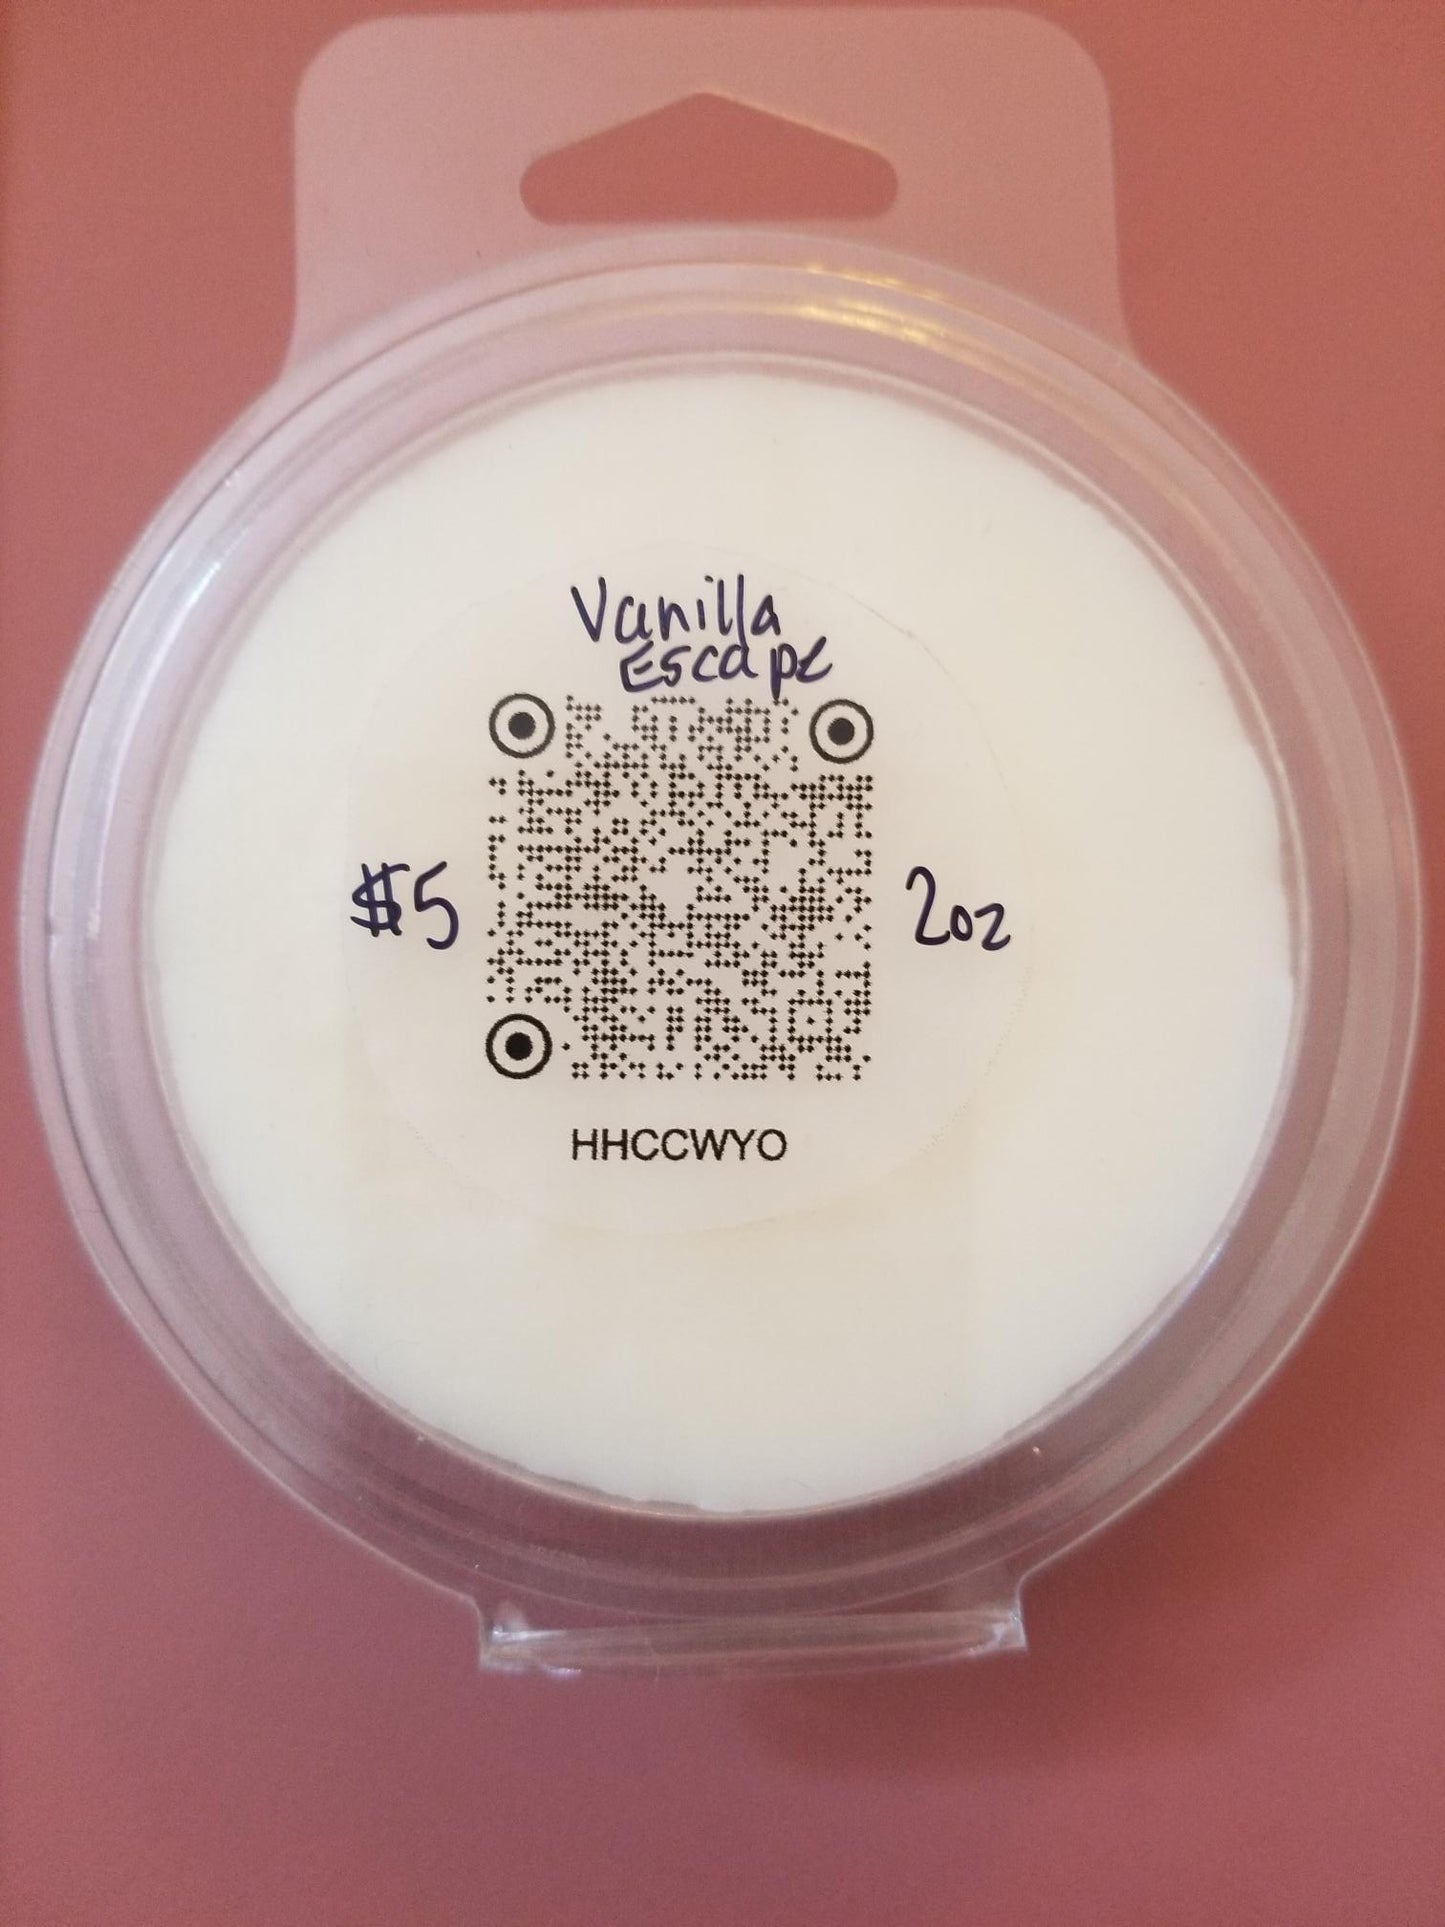 Vanilla
Escape
$5
2oz
HHCCWYO